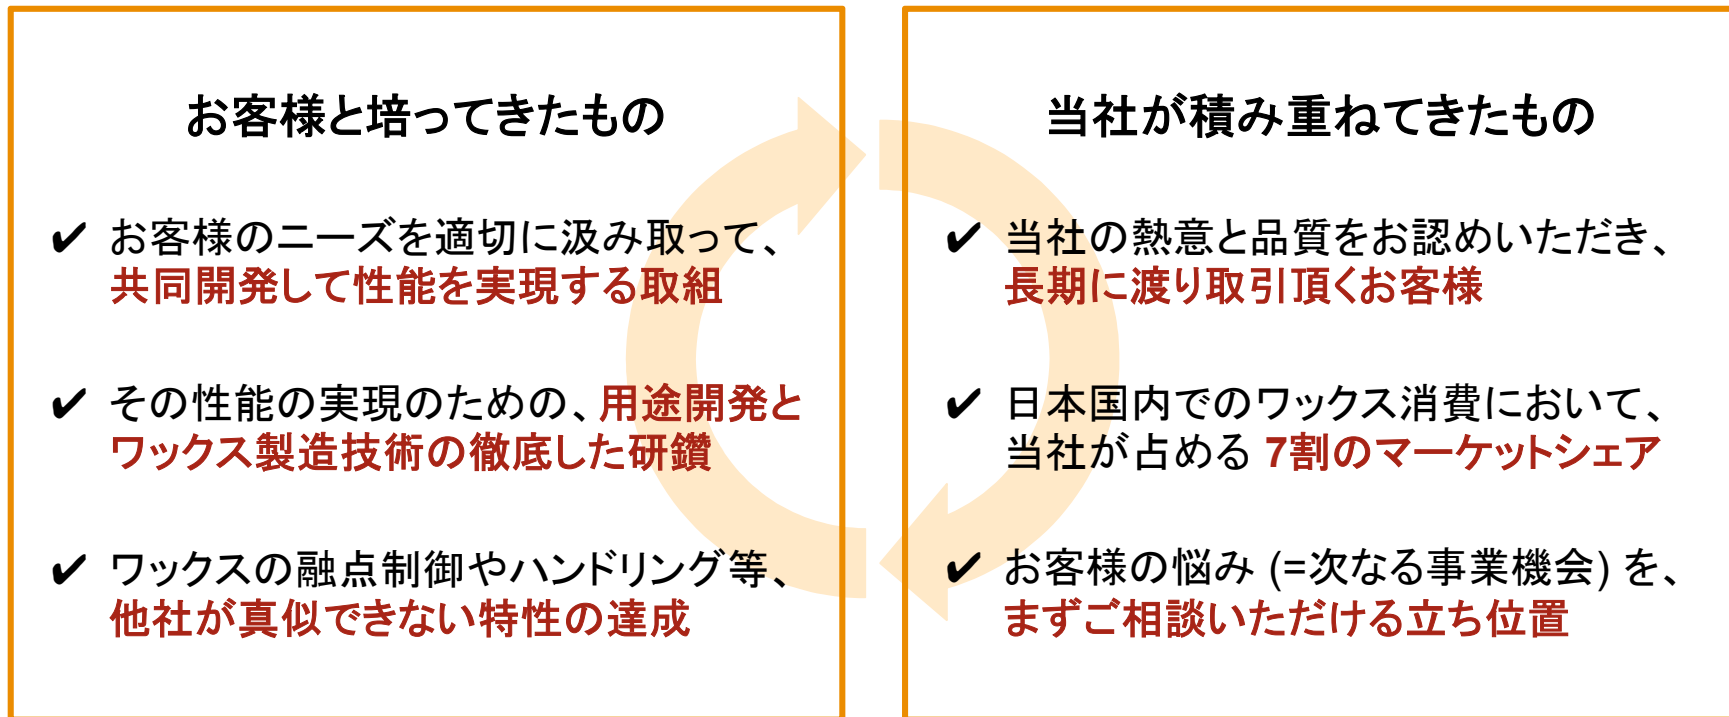 お客様と培ってきたもの
✔ お客様のニーズを適切に汲み取って、
共同開発して性能を実現する取組
✔ その性能の実現のための、用途開発と
ワックス製造技術の徹底した研鑽
✔ ワックスの融点制御やハンドリング等、
他社が真似できない特性の達成
当社が積み重ねてきたもの
✔ 当社の熱意と品質をお認めいただき、
長期に渡り取引頂くお客様
✔ 日本国内でのワックス消費において、
当社が占める 7割のマーケットシェア
✔ お客様の悩み (=次なる事業機会) を、
まずご相談いただける立ち位置